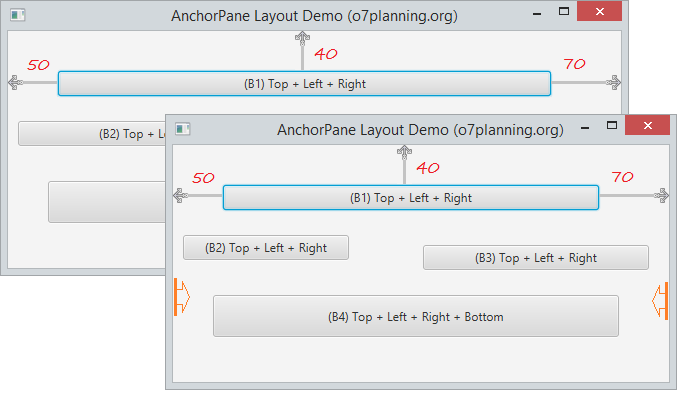 AnchorPane Layout Demo (o7planning.org)
40
50
70
(B1) Top + Left + Right
(B2) Top + Le
AnchorPane Layout Demo (o7planning.org)
40
50
70
(B1) Top + Left + Right
(B2) Top + Left + Right
(B3) Top + Left + Right
(B4) Top + Left + Right + Bottom